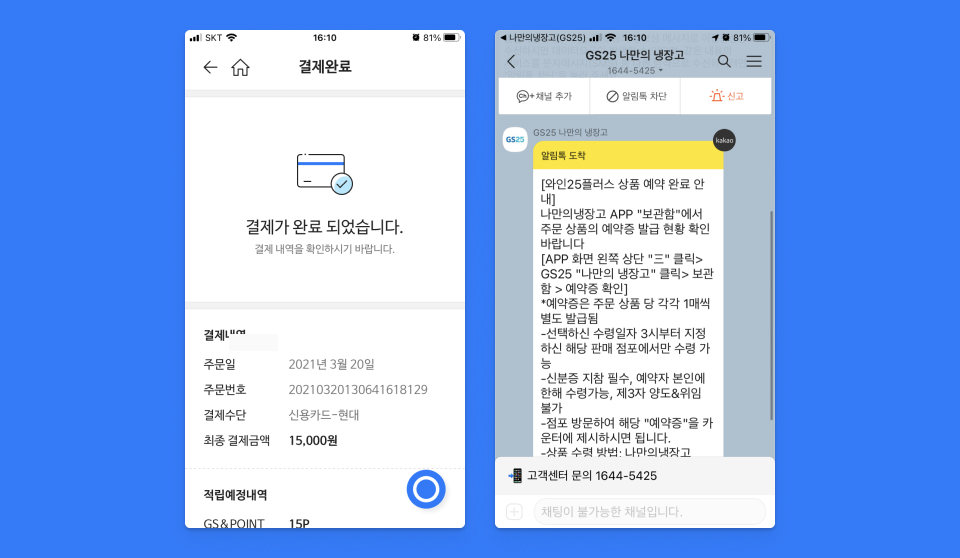 SKT 16:10 81%
결제완료
결제가 완료 되었습니다.
결제 내역을 확인하시기 바랍니다.
결제내역
주문일 2021년 3월 20일
주문번호 20210320130641618129
결제수단 신용카드-현대
최종 결제금액 15,000원
적립예정내역
GS&POINT 15P
◀ 나만의냉장고(GS25) 16:10 81%
GS25 나만의 냉장고
1644-5425
Ch+ 채널 추가 알림톡 차단 신고
GS25 GS25 나만의 냉장고
kakao
알림톡 도착
[와인25플러스 상품 예약 완료 안
내]
나만의냉장고 APP "보관함"에서
주문 상품의 예약증 발급 현황 확인
바랍니다
[APP 화면 왼쪽 상단 "三" 클릭>
GS25 "나만의 냉장고" 클릭> 보관
함 > 예약증 확인]
*예약증은 주문 상품 당 각각 1매씩
별도 발급됨
-선택하신 수령일자 3시부터 지정
하신 해당 판매 점포에서만 수령 가
능
-신분증 지참 필수, 예약자 본인에
한해 수령가능, 제3자 양도&위임
불가
-점포 방문하여 해당 "예약증"을 카
운터에 제시하시면 됩니다.
-상품 수령 방법: 나만의냉장고
고객센터 문의 1644-5425
채팅이 불가능한 채널입니다.